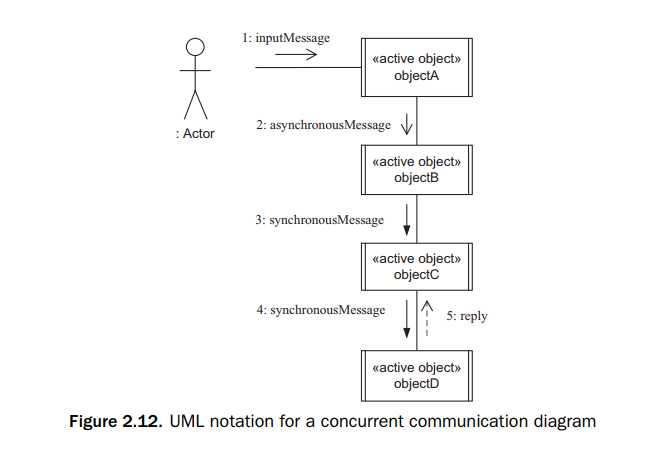 1: inputMessage
«active object»
objectA
: Actor
2: asynchronousMessage
«active object»
objectB
3: synchronousMessage
«active object»
objectC
4: synchronousMessage
5: reply
«active object»
objectD
Figure 2.12. UML notation for a concurrent communication diagram